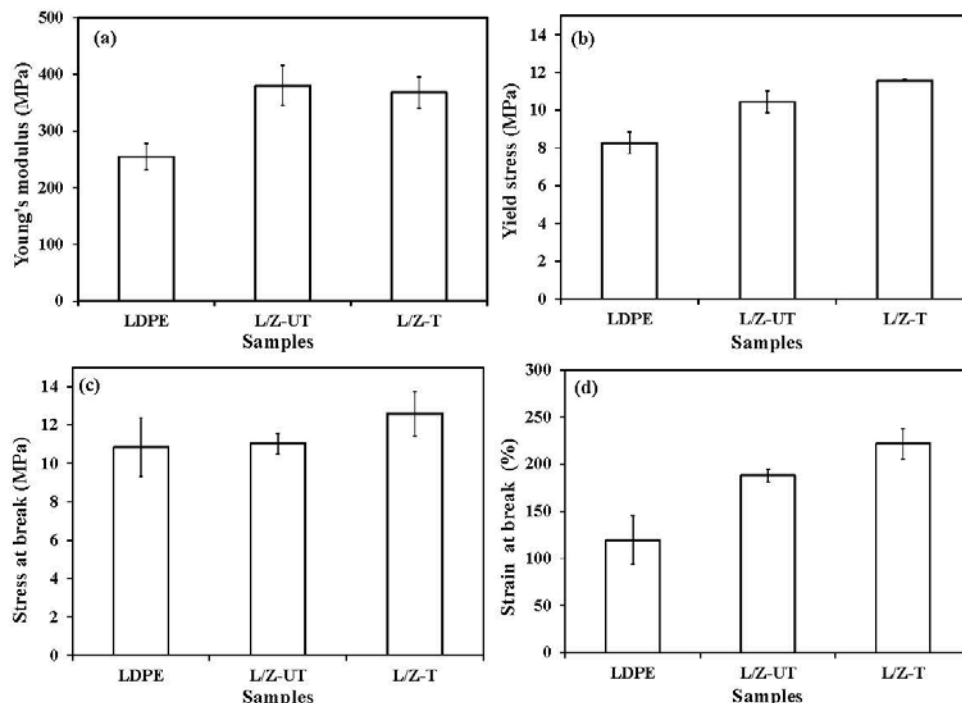 (a)
Young's modulus (MPa)
500
400
300
200
100
0
LDPE L/Z-UT L/Z-T
Samples
(b)
Yield stress (MPa)
14
12
10
8
6
4
2
0
LDPE L/Z-UT L/Z-T
Samples
(c)
Stress at break (MPa)
14
12
10
8
6
4
2
0
LDPE L/Z-UT L/Z-T
Samples
(d)
Strain at break (%)
300
250
200
150
100
50
0
LDPE L/Z-UT L/Z-T
Samples